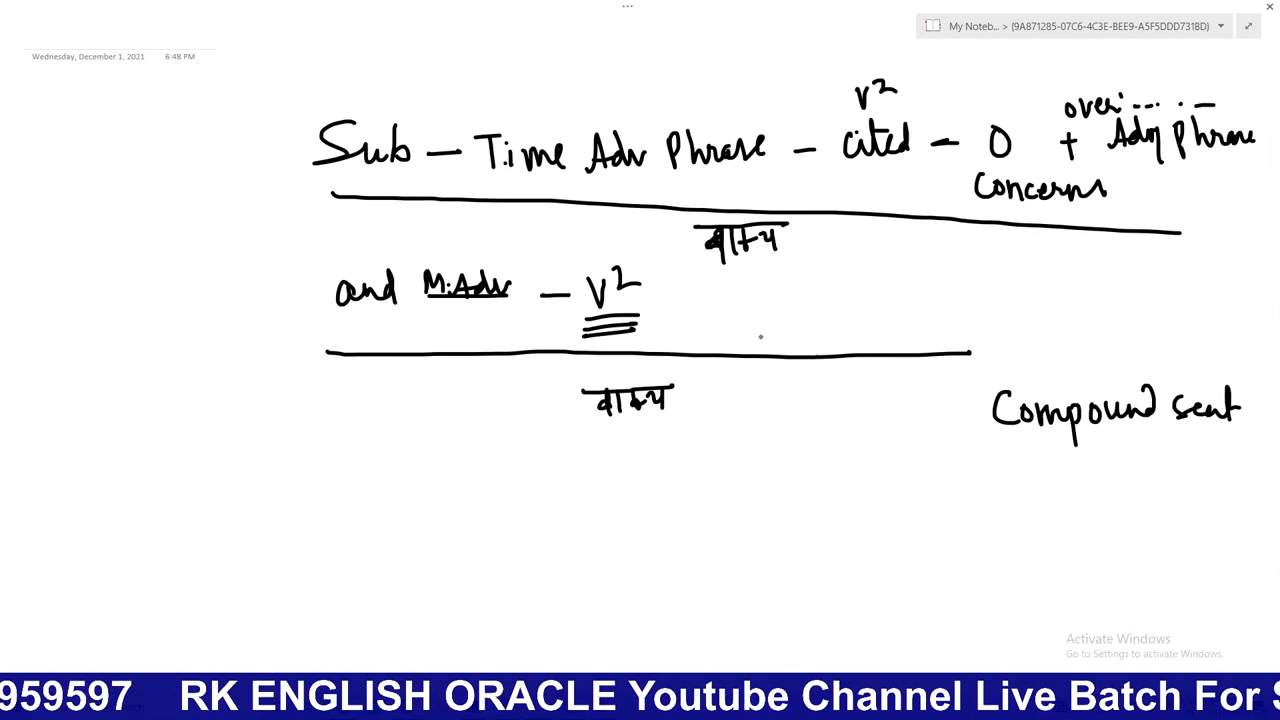 My Noteb... > {9A871285-07C6-4C3E-BEE9-A5F5DDD731BD}
Wednesday, December 1, 2021 6:48 PM
V2 over ---- . —
Sub — Time Adv Phrase — cited — O + Adj Phrase
Concerns
वाक्य
and M.Adv — V2
वाक्य
Compound sent
Activate Windows
Go to Settings to activate Windows.
959597 RK ENGLISH ORACLE Youtube Channel Live Batch For S